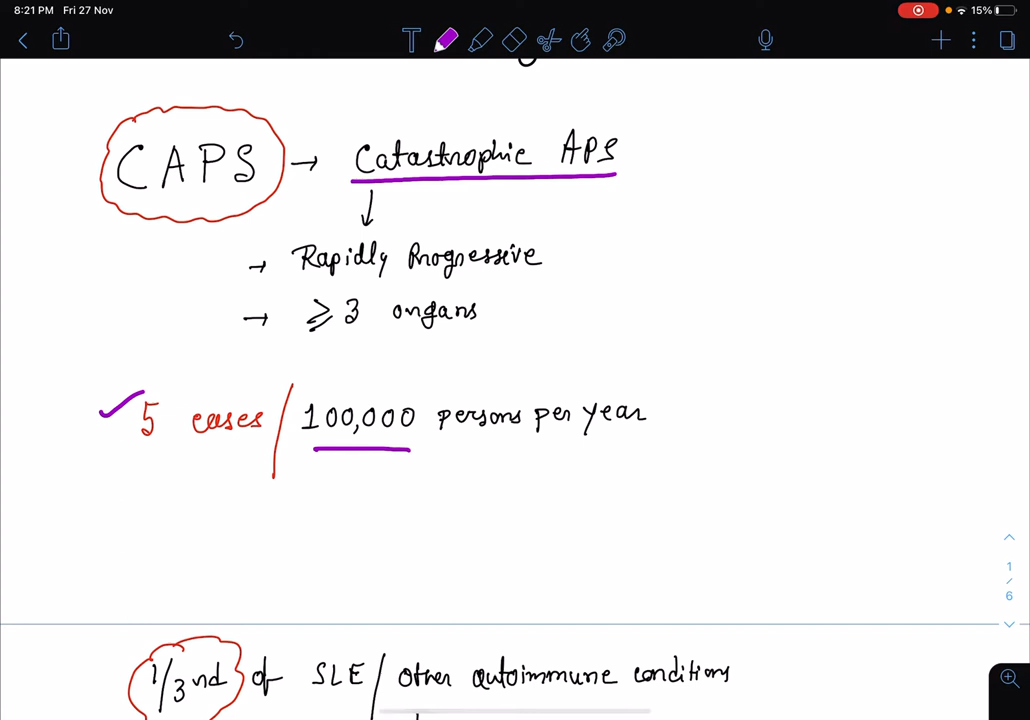 8:21 PM Fri 27 Nov
15%
T
CAPS → Catastrophic APS
↓
→ Rapidly Progressive
→ ≥ 3 organs
✓ 5 cases / 100,000 persons per year
1
/
6
1/3nd of SLE / other autoimmune conditions